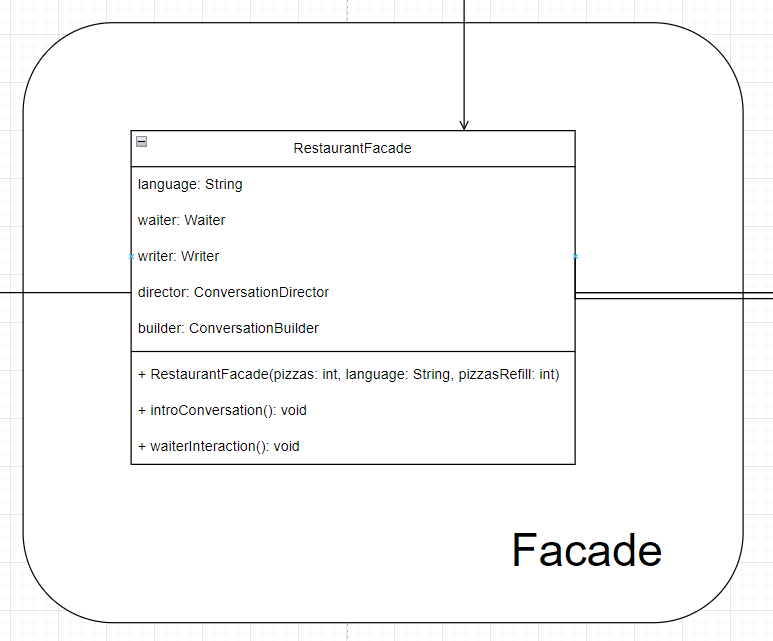 RestaurantFacade
language: String
waiter: Waiter
writer: Writer
director: ConversationDirector
builder: ConversationBuilder
+ RestaurantFacade(pizzas: int, language: String, pizzasRefill: int)
+ introConversation(): void
+ waiterInteraction(): void
Facade